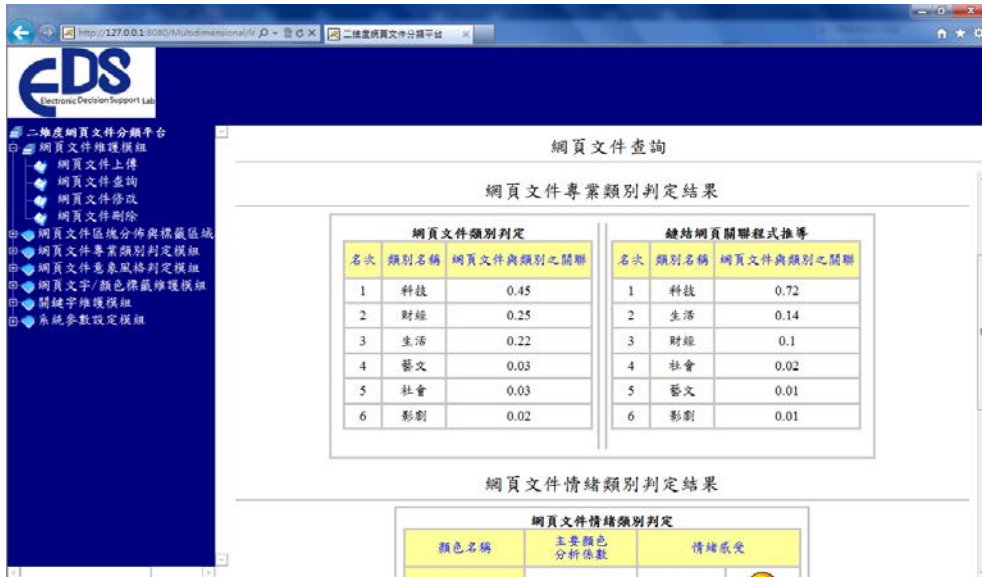 http://127.0.0.1:8080/Multidimensional/
二維度網頁文件分類平台
EDS
Electronic Decision Support Lab
二維度網頁文件分類平台
網頁文件維護模組
網頁文件上傳
網頁文件查詢
網頁文件修改
網頁文件刪除
網頁文件區塊分佈與標籤區域
網頁文件專業類別判定模組
網頁文件意象風格判定模組
網頁文字/顏色標籤維護模組
關鍵字維護模組
系統參數設定模組
網頁文件查詢
網頁文件專業類別判定結果
網頁文件類別判定
名次 類別名稱 網頁文件與類別之關聯
1 科技 0.45
2 財經 0.25
3 生活 0.22
4 藝文 0.03
5 社會 0.03
6 影劇 0.02
鏈結網頁關聯程式推導
名次 類別名稱 網頁文件與類別之關聯
1 科技 0.72
2 生活 0.14
3 財經 0.1
4 社會 0.02
5 藝文 0.01
6 影劇 0.01
網頁文件情緒類別判定結果
網頁文件情緒類別判定
顏色名稱 主要顏色 分析係數 情緒感受